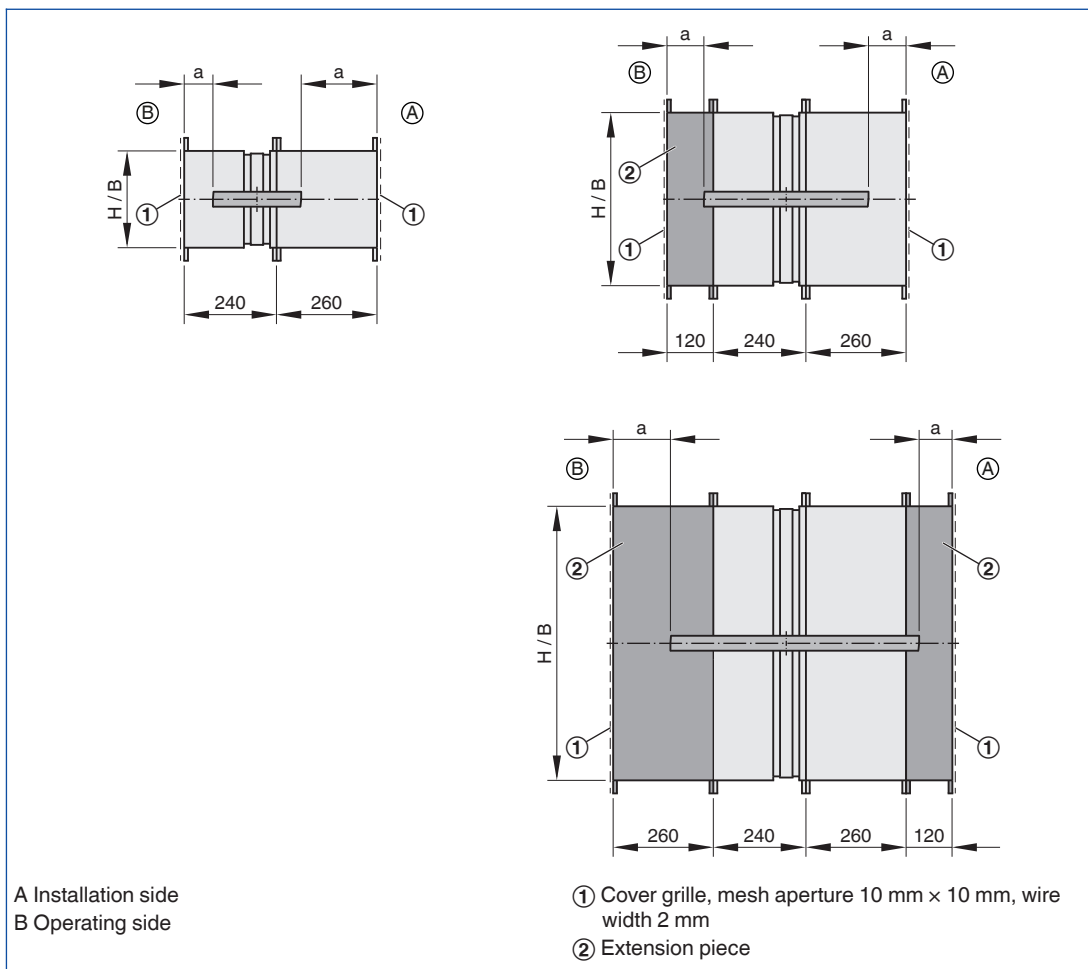 a
a
B
A
H / B
1
1
240
260
a
a
B
A
2
H / B
1
1
120
240
260
a
a
B
A
2
2
H / B
1
1
260
240
260
120
A Installation side
B Operating side
1 Cover grille, mesh aperture 10 mm × 10 mm, wire
width 2 mm
2 Extension piece